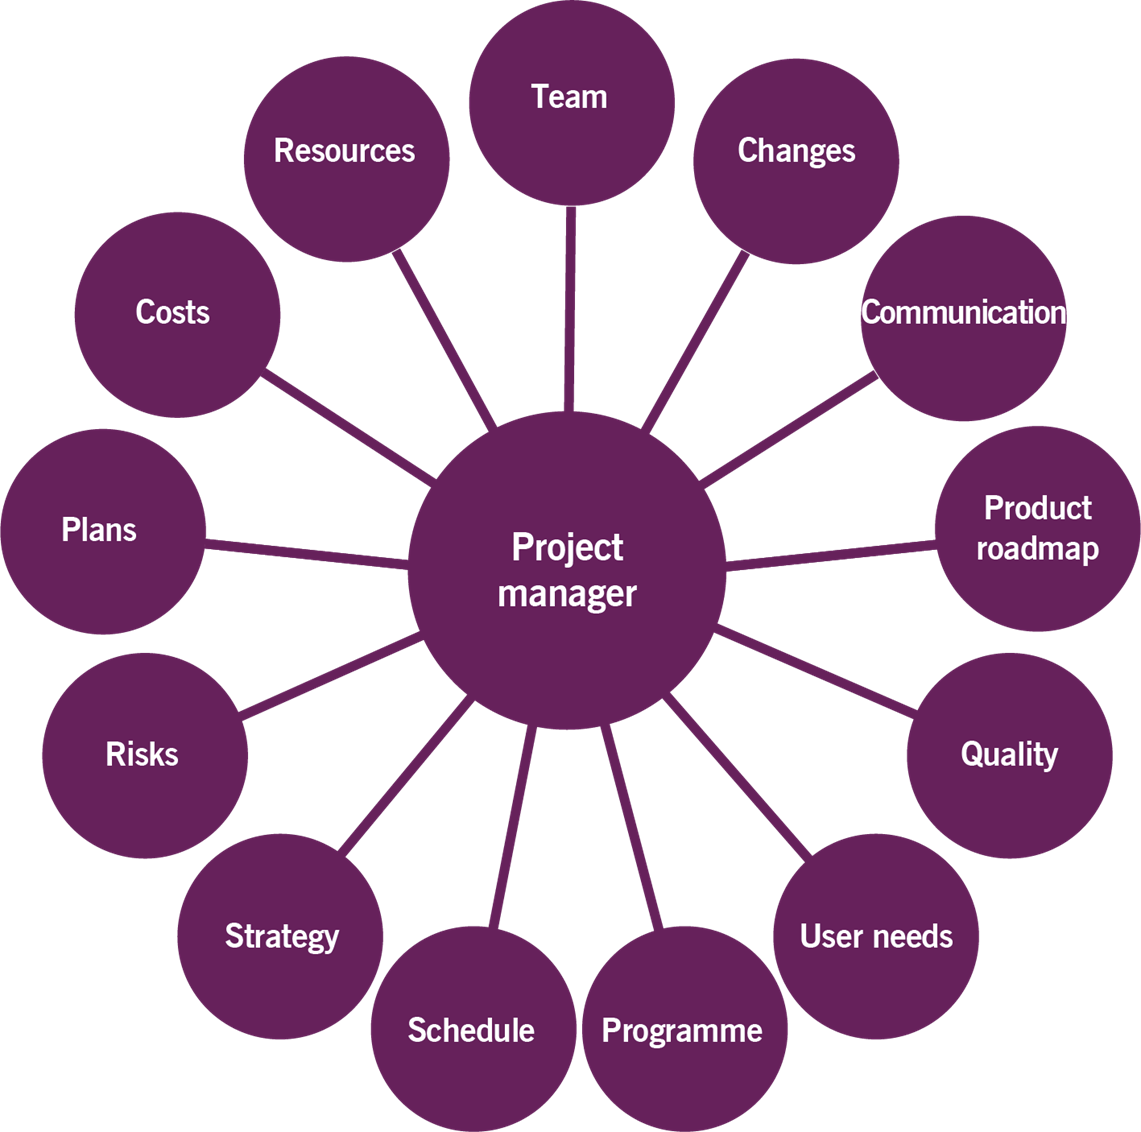 Team
Resources
Changes
Costs
Communication
Product
roadmap
Plans
Project
manager
Risks
Quality
Strategy
User needs
Schedule
Programme